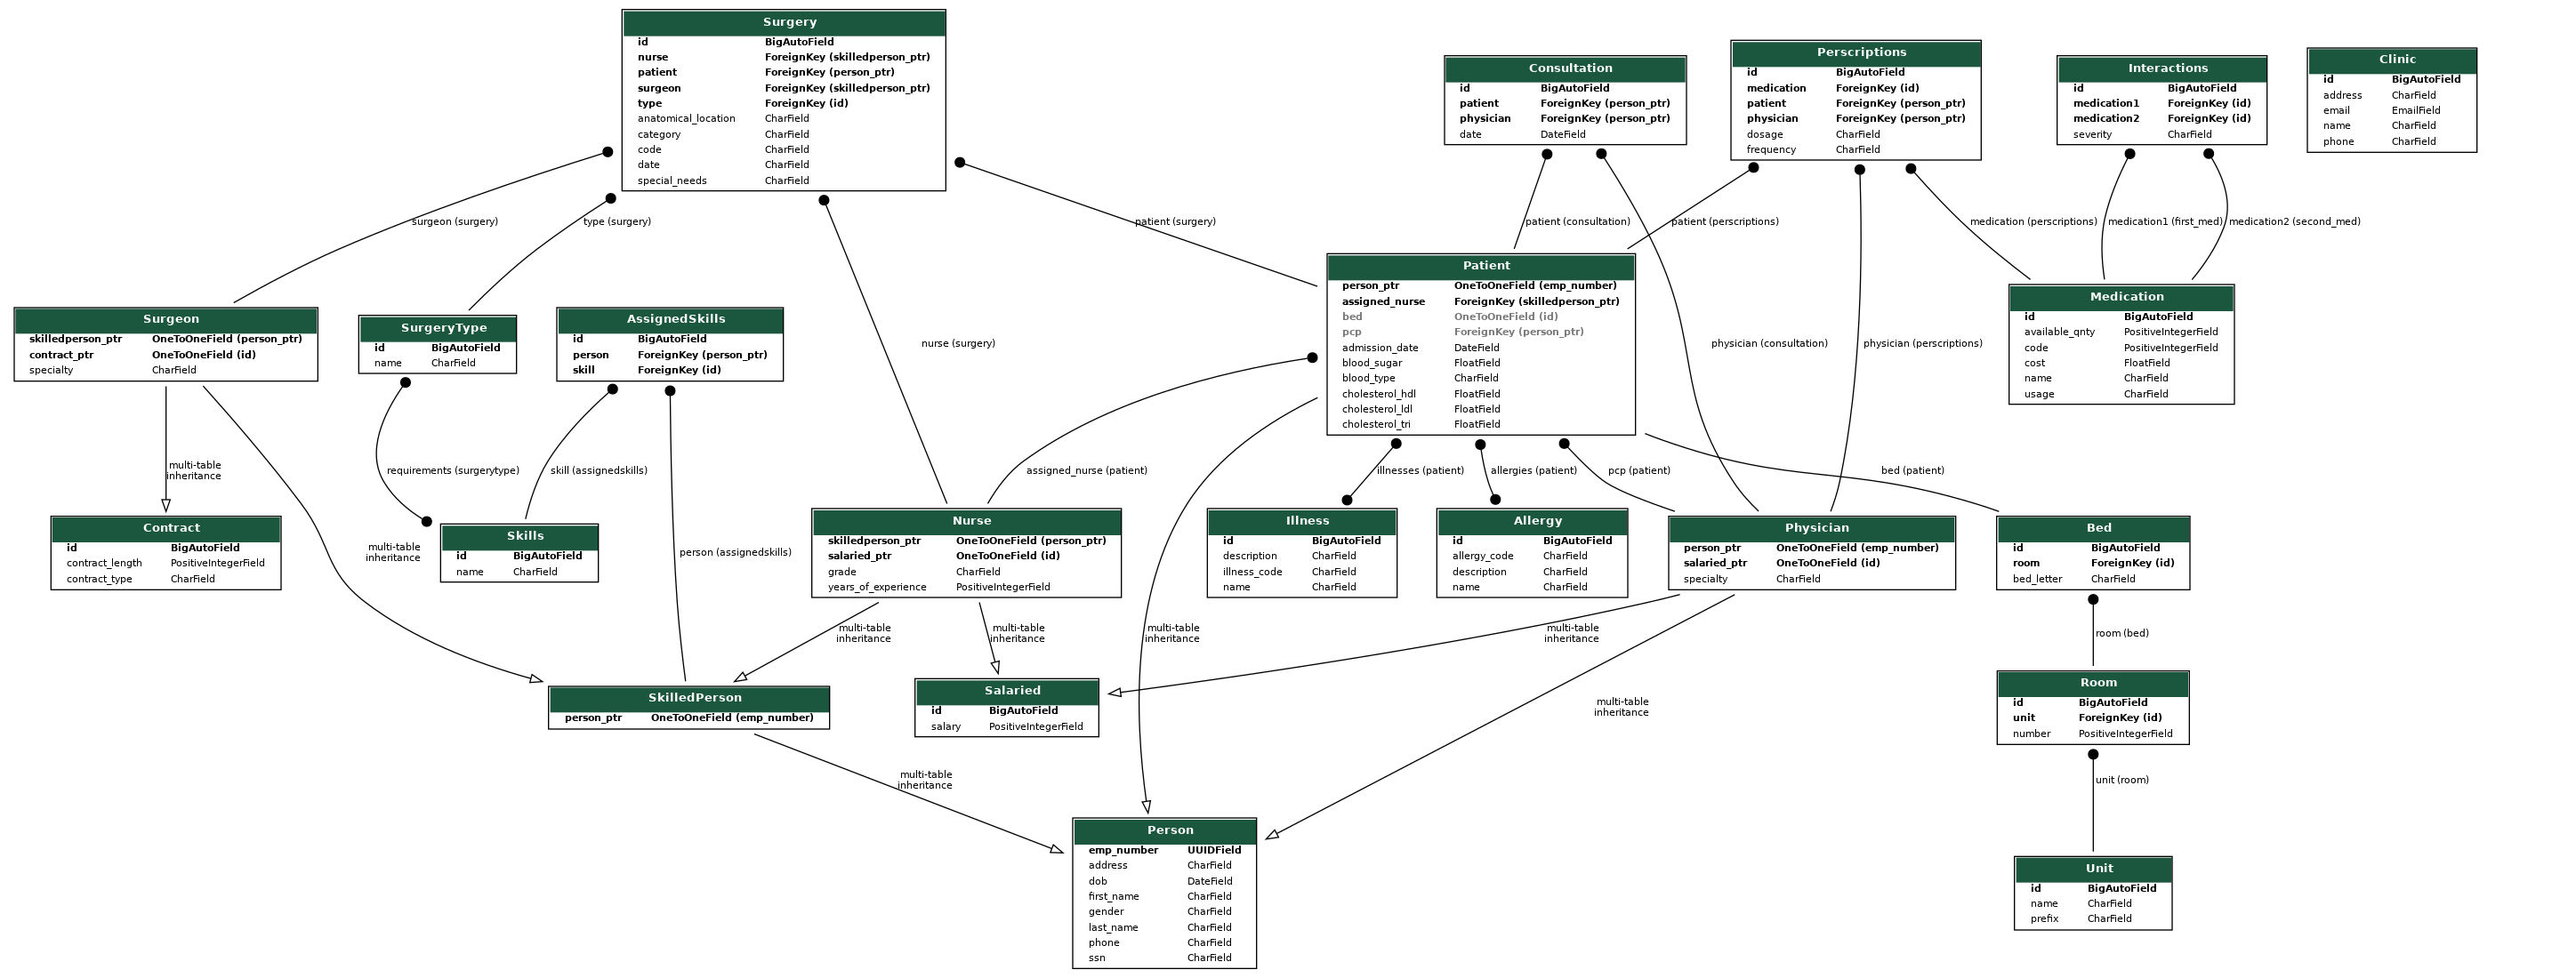 Surgery
id BigAutoField
nurse ForeignKey (skilledperson_ptr)
patient ForeignKey (person_ptr)
surgeon ForeignKey (skilledperson_ptr)
type ForeignKey (id)
anatomical_location CharField
category CharField
code CharField
date CharField
special_needs CharField
Consultation
id BigAutoField
patient ForeignKey (person_ptr)
physician ForeignKey (person_ptr)
date DateField
Perscriptions
id BigAutoField
medication ForeignKey (id)
patient ForeignKey (person_ptr)
physician ForeignKey (person_ptr)
dosage CharField
frequency CharField
Interactions
id BigAutoField
medication1 ForeignKey (id)
medication2 ForeignKey (id)
severity CharField
Clinic
id BigAutoField
address CharField
email EmailField
name CharField
phone CharField
surgeon (surgery)
type (surgery)
patient (surgery)
patient (consultation)
patient (perscriptions)
medication (perscriptions)
medication1 (first_med)
medication2 (second_med)
Surgeon
skilledperson_ptr OneToOneField (person_ptr)
contract_ptr OneToOneField (id)
specialty CharField
SurgeryType
id BigAutoField
name CharField
AssignedSkills
id BigAutoField
person ForeignKey (person_ptr)
skill ForeignKey (id)
nurse (surgery)
Patient
person_ptr OneToOneField (emp_number)
assigned_nurse ForeignKey (skilledperson_ptr)
bed OneToOneField (id)
pcp ForeignKey (person_ptr)
admission_date DateField
blood_sugar FloatField
blood_type CharField
cholesterol_hdl FloatField
cholesterol_ldl FloatField
cholesterol_tri FloatField
physician (consultation)
physician (perscriptions)
Medication
id BigAutoField
available_qnty PositiveIntegerField
code PositiveIntegerField
cost FloatField
name CharField
usage CharField
multi-table
inheritance
requirements (surgerytype)
skill (assignedskills)
assigned_nurse (patient)
illnesses (patient)
allergies (patient)
pcp (patient)
bed (patient)
Contract
id BigAutoField
contract_length PositiveIntegerField
contract_type CharField
multi-table
inheritance
Skills
id BigAutoField
name CharField
person (assignedskills)
Nurse
skilledperson_ptr OneToOneField (person_ptr)
salaried_ptr OneToOneField (id)
grade CharField
years_of_experience PositiveIntegerField
Illness
id BigAutoField
description CharField
illness_code CharField
name CharField
Allergy
id BigAutoField
allergy_code CharField
description CharField
name CharField
Physician
person_ptr OneToOneField (emp_number)
salaried_ptr OneToOneField (id)
specialty CharField
Bed
id BigAutoField
room ForeignKey (id)
bed_letter CharField
multi-table
inheritance
multi-table
inheritance
multi-table
inheritance
multi-table
inheritance
room (bed)
SkilledPerson
person_ptr OneToOneField (emp_number)
Salaried
id BigAutoField
salary PositiveIntegerField
multi-table
inheritance
Room
id BigAutoField
unit ForeignKey (id)
number PositiveIntegerField
multi-table
inheritance
unit (room)
Person
emp_number UUIDField
address CharField
dob DateField
first_name CharField
gender CharField
last_name CharField
phone CharField
ssn CharField
Unit
id BigAutoField
name CharField
prefix CharField